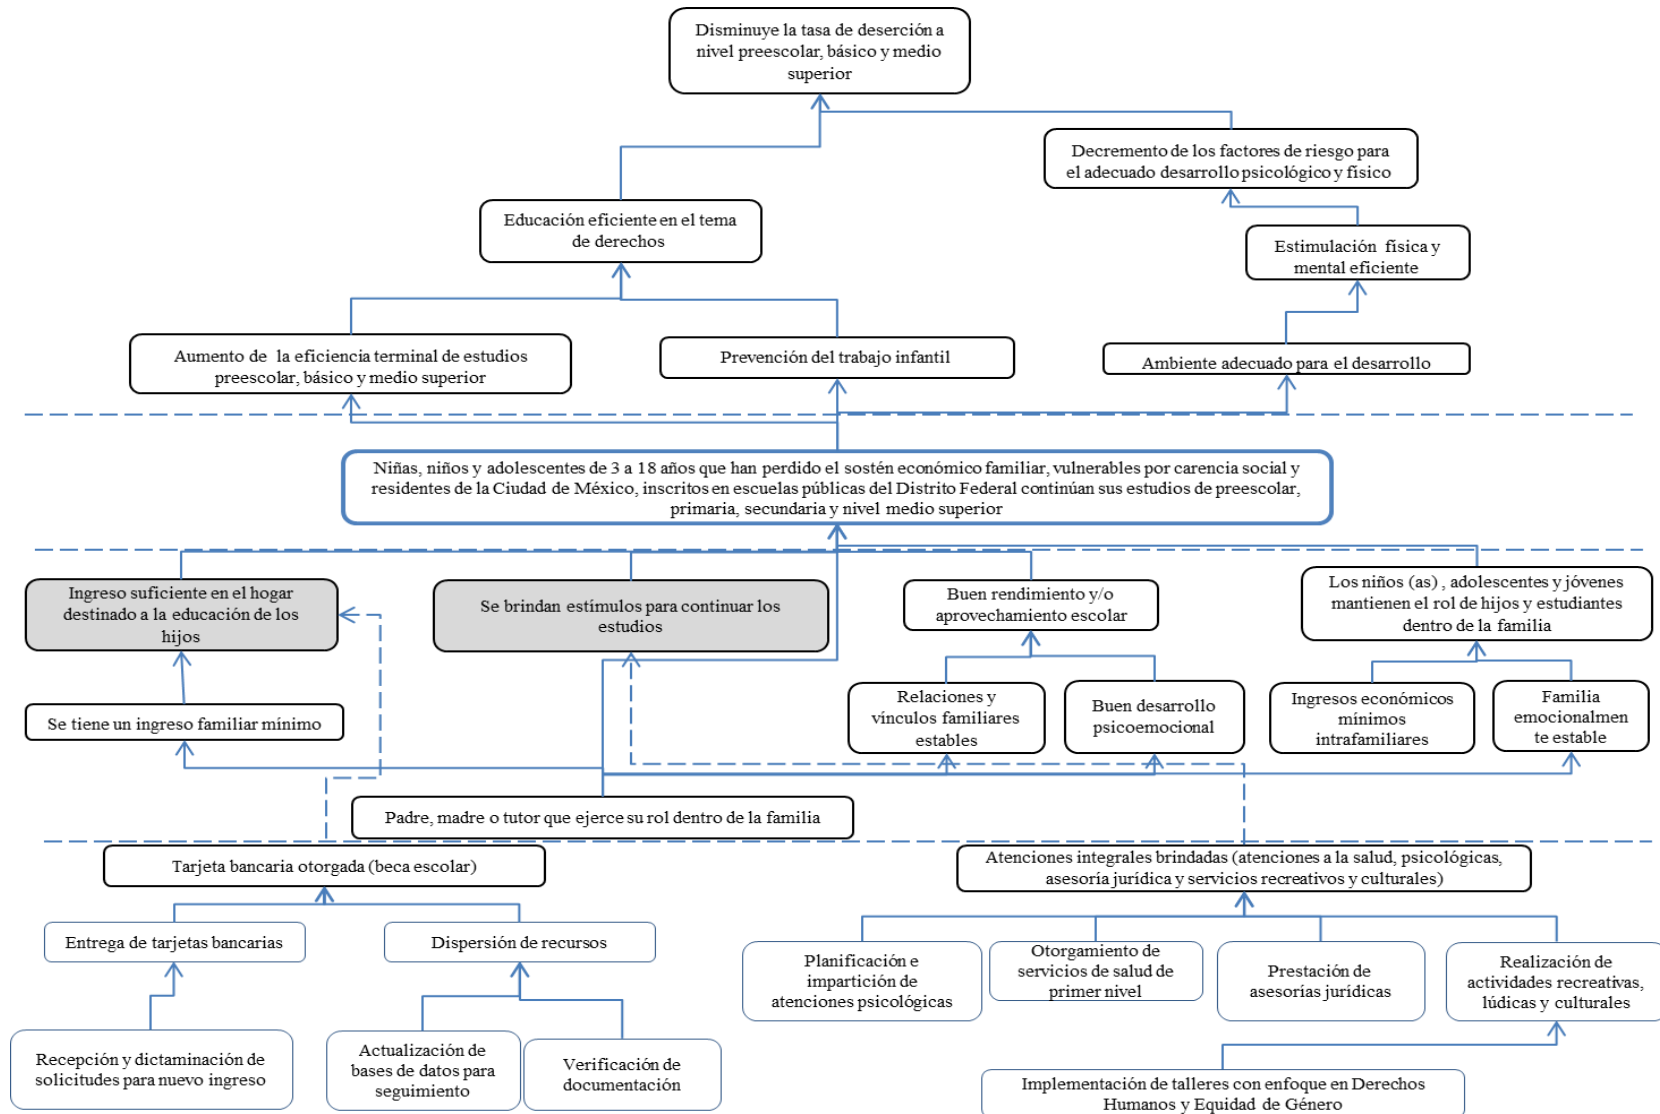 Disminuye la tasa de deserción a
nivel preescolar, básico y medio
superior
Decremento de los factores de riesgo para
el adecuado desarrollo psicológico y físico
Educación eficiente en el tema
de derechos
Estimulación física y
mental eficiente
Aumento de la eficiencia terminal de estudios
preescolar, básico y medio superior
Prevención del trabajo infantil
Ambiente adecuado para el desarrollo
Niñas, niños y adolescentes de 3 a 18 años que han perdido el sostén económico familiar, vulnerables por carencia social y
residentes de la Ciudad de México, inscritos en escuelas públicas del Distrito Federal continúan sus estudios de preescolar,
primaria, secundaria y nivel medio superior
Ingreso suficiente en el hogar
destinado a la educación de los
hijos
Se brindan estímulos para continuar los
estudios
Buen rendimiento y/o
aprovechamiento escolar
Los niños (as) , adolescentes y jóvenes
mantienen el rol de hijos y estudiantes
dentro de la familia
Se tiene un ingreso familiar mínimo
Relaciones y
vínculos familiares
estables
Buen desarrollo
psicoemocional
Ingresos económicos
mínimos
intrafamiliares
Familia
emocionalmen
te estable
Padre, madre o tutor que ejerce su rol dentro de la familia
Tarjeta bancaria otorgada (beca escolar)
Atenciones integrales brindadas (atenciones a la salud, psicológicas,
asesoría jurídica y servicios recreativos y culturales)
Entrega de tarjetas bancarias
Dispersión de recursos
Planificación e
impartición de
atenciones psicológicas
Otorgamiento de
servicios de salud de
primer nivel
Prestación de
asesorías jurídicas
Realización de
actividades recreativas,
lúdicas y culturales
Recepción y dictaminación de
solicitudes para nuevo ingreso
Actualización de
bases de datos para
seguimiento
Verificación de
documentación
Implementación de talleres con enfoque en Derechos
Humanos y Equidad de Género